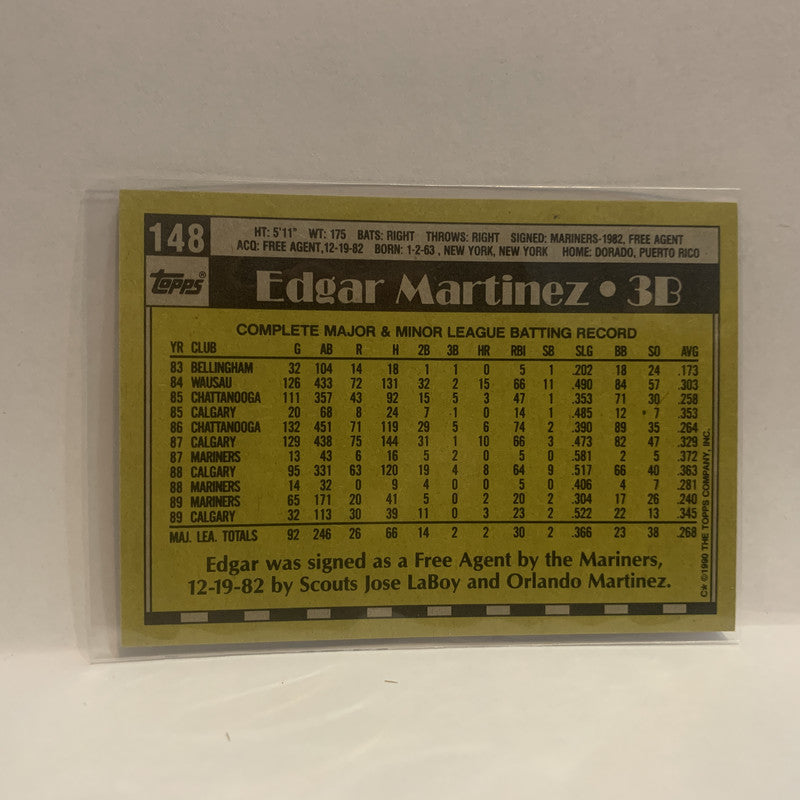 148
HT: 5'11" WT: 175 BATS: RIGHT THROWS: RIGHT SIGNED: MARINERS-1982, FREE AGENT
ACQ: FREE AGENT,12-19-82 BORN: 1-2-63 , NEW YORK, NEW YORK HOME: DORADO, PUERTO RICO
Topps®
Edgar Martinez • 3B
COMPLETE MAJOR & MINOR LEAGUE BATTING RECORD
YR CLUB G AB R H 2B 3B HR RBI SB SLG BB SO AVG
83 BELLINGHAM 32 104 14 18 1 1 0 5 1 .202 18 24 .173
84 WAUSAU 126 433 72 131 32 2 15 66 11 .490 84 57 .303
85 CHATTANOOGA 111 357 43 92 15 5 3 47 1 .353 71 30 .258
85 CALGARY 20 68 8 24 7 1 0 14 1 .485 12 7 .353
86 CHATTANOOGA 132 451 71 119 29 5 6 74 2 .390 89 35 .264
87 CALGARY 129 438 75 144 31 1 10 66 3 .473 82 47 .329
87 MARINERS 13 43 6 16 5 2 0 5 0 .581 2 5 .372
88 CALGARY 95 331 63 120 19 4 8 64 9 .517 66 40 .363
88 MARINERS 14 32 0 9 4 0 0 5 0 .406 4 7 .281
89 MARINERS 65 171 20 41 5 0 2 20 2 .304 17 26 .240
89 CALGARY 32 113 30 39 11 0 3 23 2 .522 22 13 .345
MAJ. LEA. TOTALS 92 246 26 66 14 2 2 30 2 .366 23 38 .268
Edgar was signed as a Free Agent by the Mariners,
12-19-82 by Scouts Jose LaBoy and Orlando Martinez.
C* ©1990 THE TOPPS COMPANY, INC.